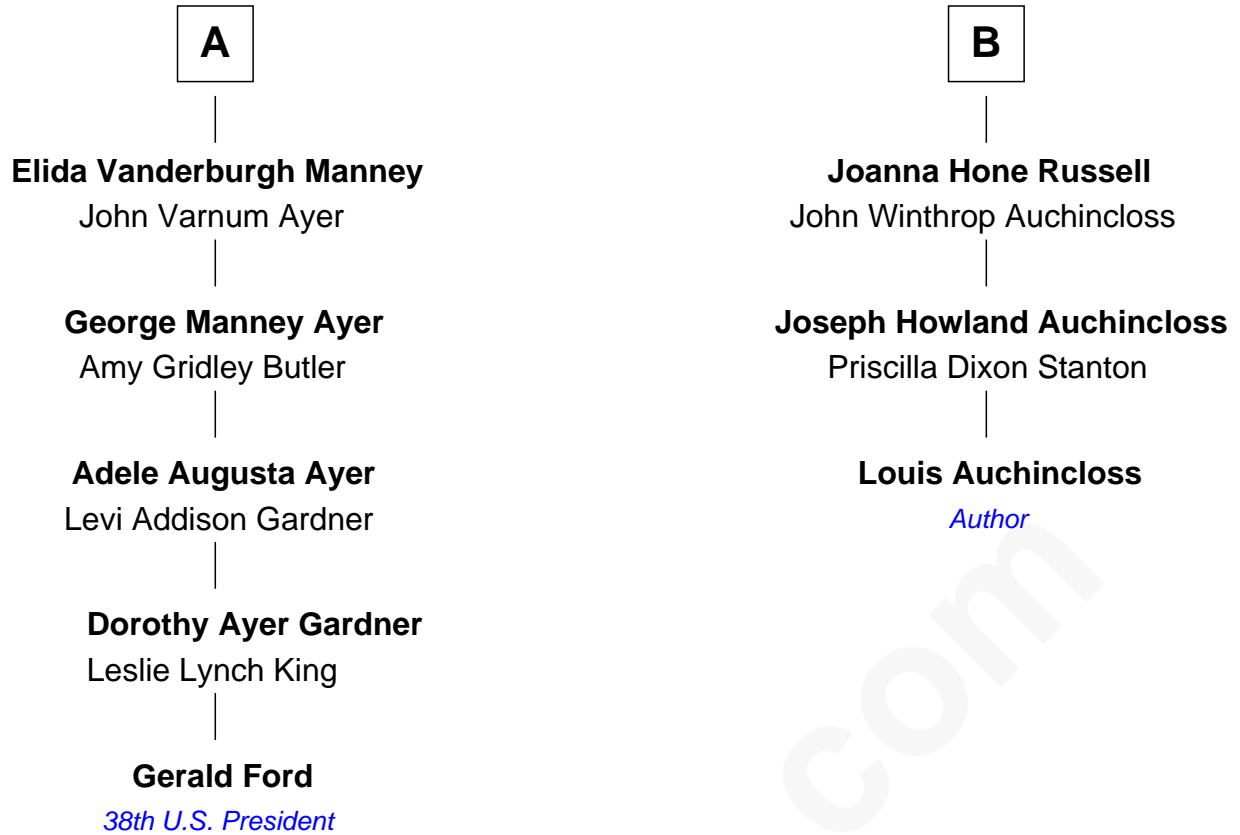 A
Elida Vanderburgh Manney
John Varnum Ayer
George Manney Ayer
Amy Gridley Butler
Adele Augusta Ayer
Levi Addison Gardner
Dorothy Ayer Gardner
Leslie Lynch King
Gerald Ford
38th U.S. President
B
Joanna Hone Russell
John Winthrop Auchincloss
Joseph Howland Auchincloss
Priscilla Dixon Stanton
Louis Auchincloss
Author
com